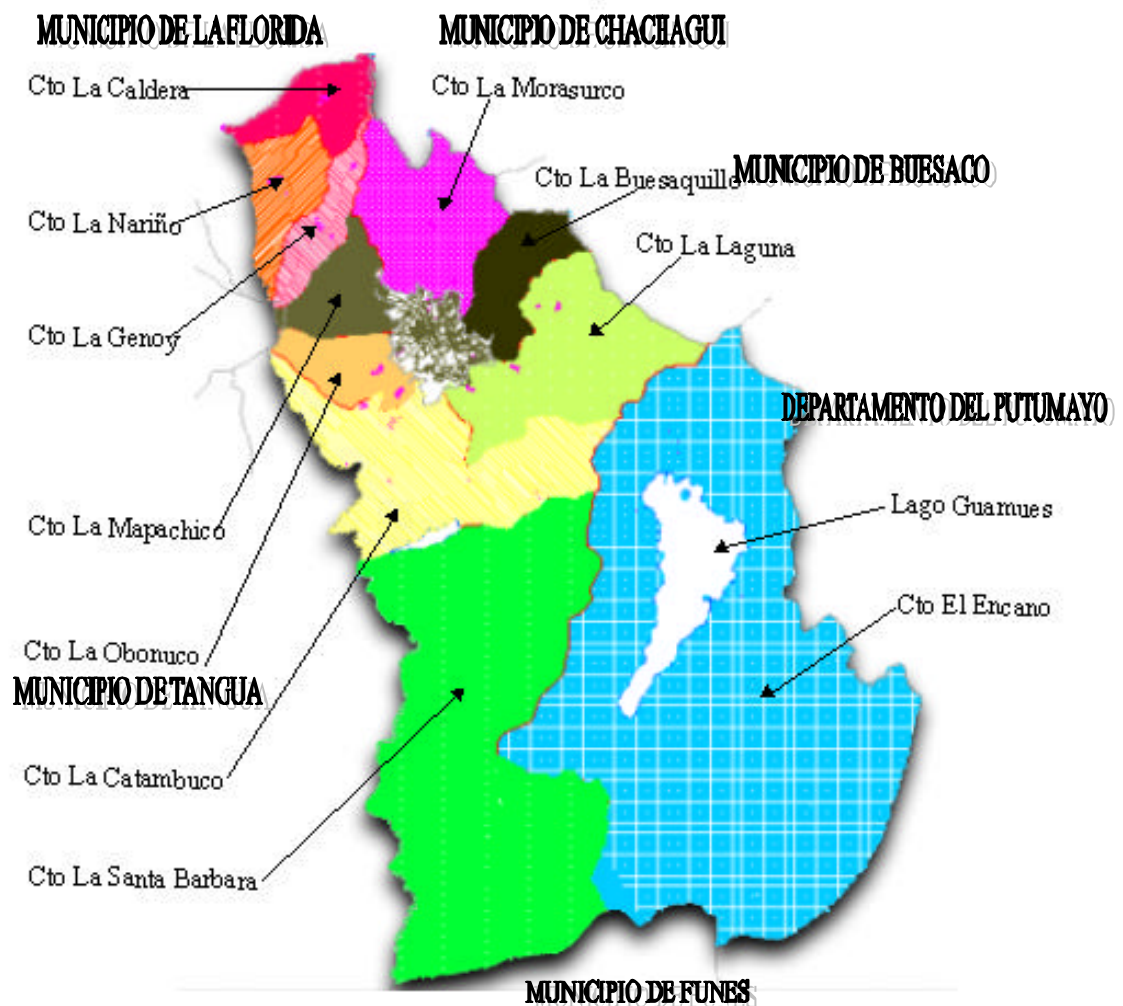 MUNICIPIO DE LA FLORIDA
MUNICIPIO DE CHACHAGUI
Cto La Caldera
Cto La Morasurco
MUNICIPIO DE BUESACO
Cto La Buesaquillo
Cto La Nariño
Cto La Laguna
Cto La Genoy
DEPARTAMENTO DEL PUTUMAYO
Lago Guamues
Cto La Mapachico
Cto El Encano
Cto La Obonuco
MUNICIPIO DE TANGUA
Cto La Catambuco
Cto La Santa Barbara
MUNICIPIO DE FUNES